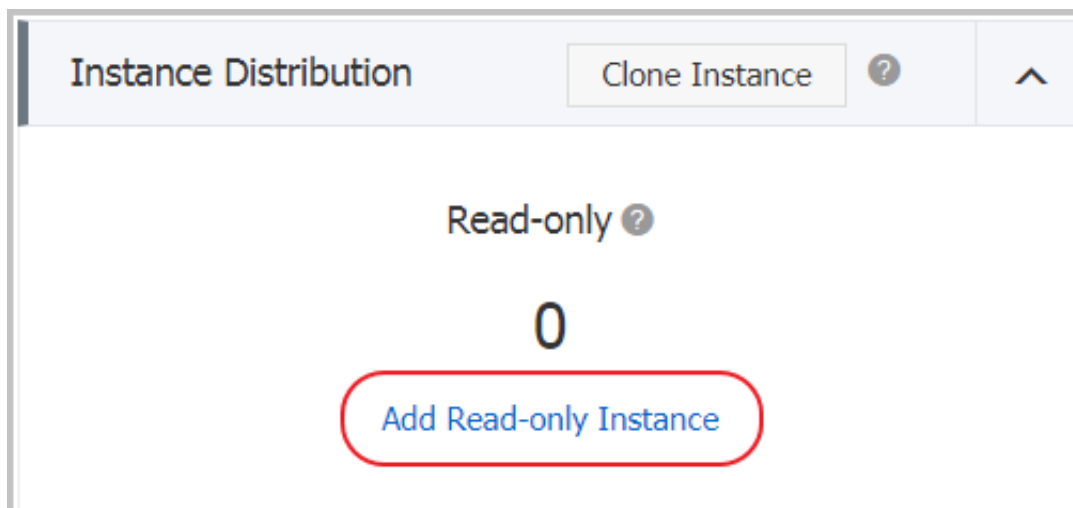 Instance Distribution
Clone Instance
?
Read-only ?
0
Add Read-only Instance